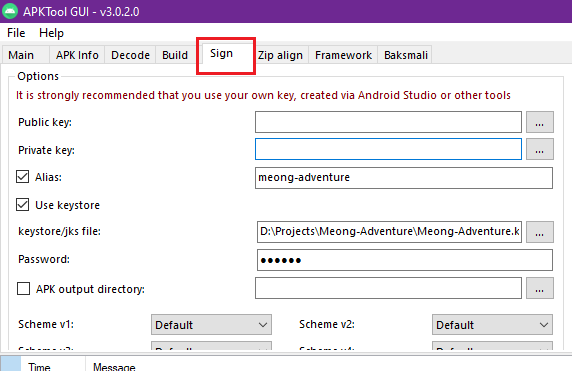 APKTool GUI - v3.0.2.0
File Help
Main APK Info Decode Build Sign Zip align Framework Baksmali
Options
It is strongly recommended that you use your own key, created via Android Studio or other tools
Public key: ...
Private key: ...
Alias: meong-adventure
Use keystore
keystore/jks file: D:\Projects\Meong-Adventure\Meong-Adventure.k ...
Password: ●●●●●●
APK output directory: ...
Scheme v1: Default Scheme v2: Default
Time Message